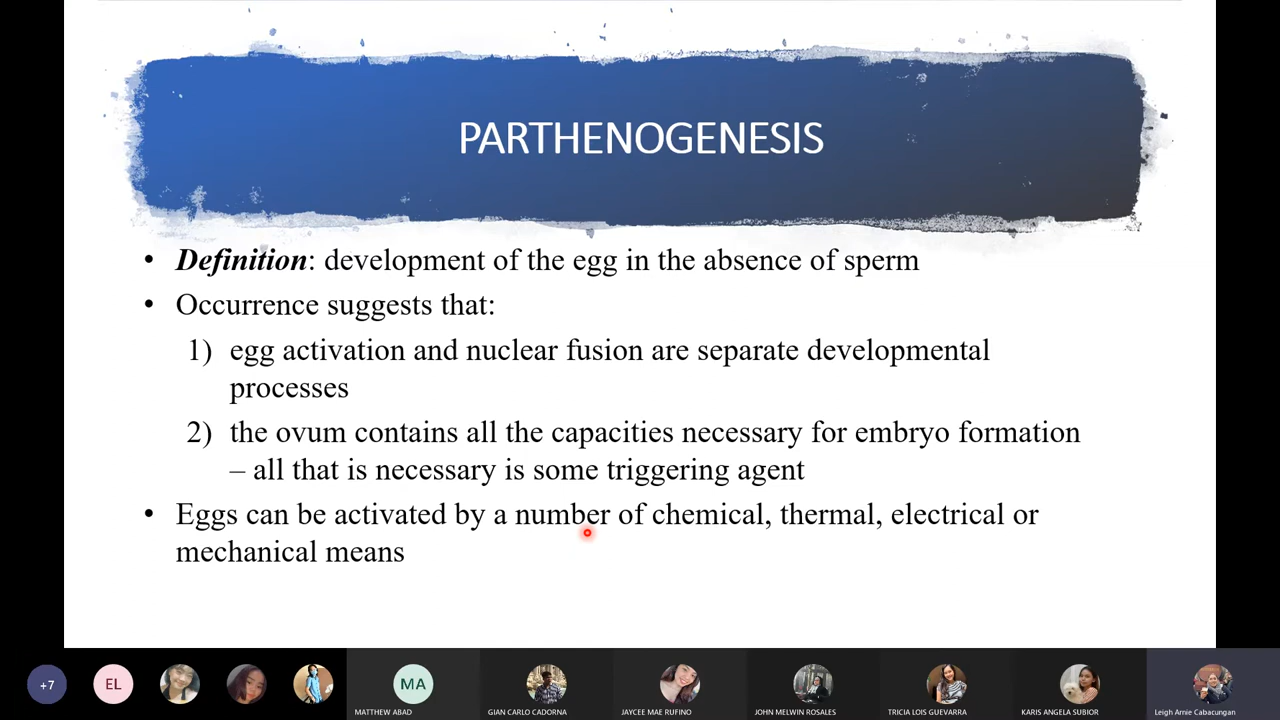 PARTHENOGENESIS
• Definition: development of the egg in the absence of sperm
• Occurrence suggests that:
1) egg activation and nuclear fusion are separate developmental
processes
2) the ovum contains all the capacities necessary for embryo formation
– all that is necessary is some triggering agent
• Eggs can be activated by a number of chemical, thermal, electrical or
mechanical means
+7 EL MA
MATTHEW ABAD GIAN CARLO CADORNA JAYCEE MAE RUFINO JOHN MELWIN ROSALES TRICIA LOIS GUEVARRA KARIS ANGELA SUBIOR Leigh Arnie Cabacungan